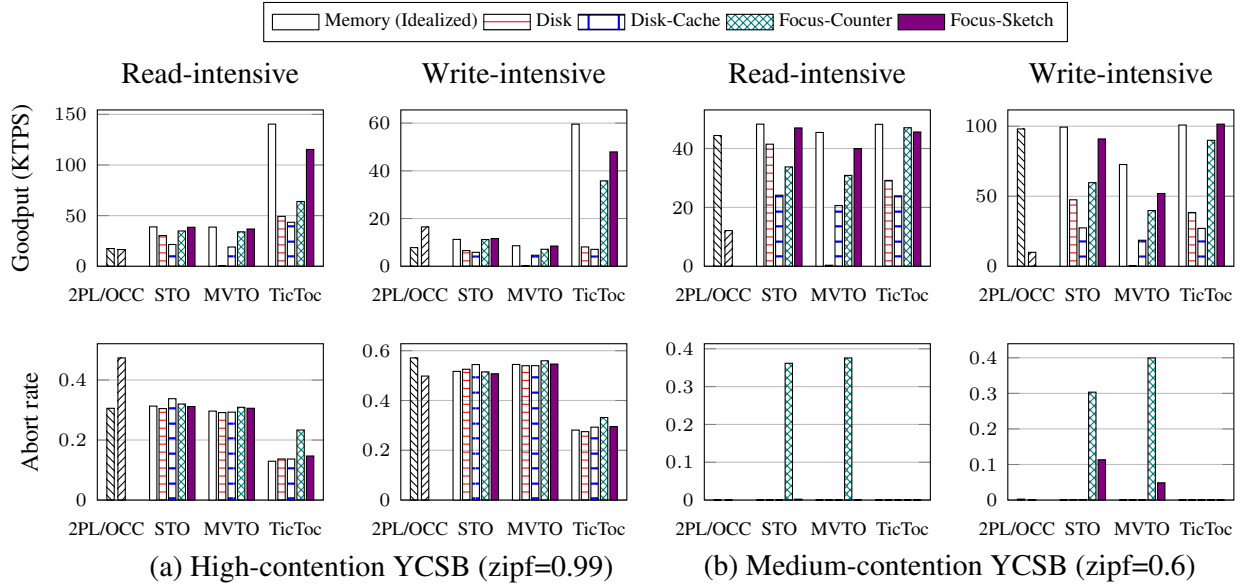 Memory (Idealized) Disk Disk-Cache Focus-Counter Focus-Sketch
Read-intensive Write-intensive Read-intensive Write-intensive
Goodput (KTPS)
150
100
50
0
2PL/OCC STO MVTO TicToc
60
40
20
0
2PL/OCC STO MVTO TicToc
40
20
0
2PL/OCC STO MVTO TicToc
100
50
0
2PL/OCC STO MVTO TicToc
Abort rate
0.4
0.2
0
2PL/OCC STO MVTO TicToc
0.6
0.4
0.2
0
2PL/OCC STO MVTO TicToc
0.4
0.3
0.2
0.1
0
2PL/OCC STO MVTO TicToc
0.4
0.3
0.2
0.1
0
2PL/OCC STO MVTO TicToc
(a) High-contention YCSB (zipf=0.99) (b) Medium-contention YCSB (zipf=0.6)